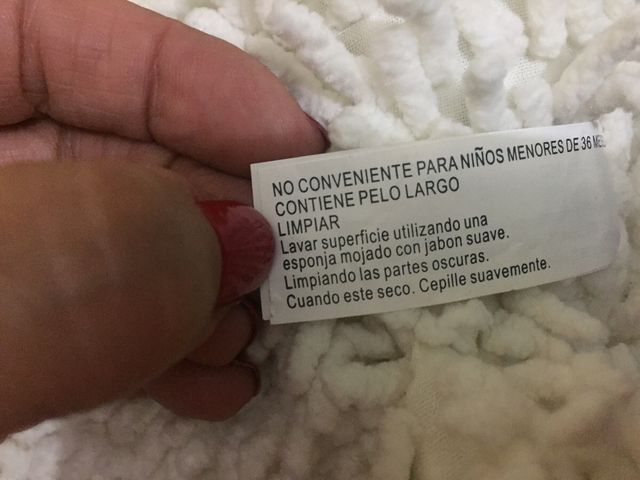 NO CONVENIENTE PARA NIÑOS MENORES DE 36
CONTIENE PELO LARGO
LIMPIAR
Lavar superficie utilizando una
esponja mojado con jabon suave.
Limpiando las partes oscuras.
Cuando este seco. Cepille suavemente.